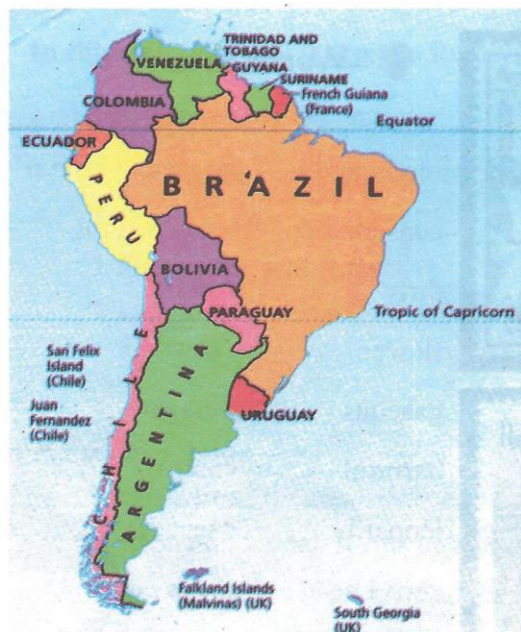 TRINIDAD AND
TOBAGO
VENEZUELA
GUYANA
SURINAME
French Guiana
(France)
COLOMBIA
Equator
ECUADOR
BRAZIL
PERU
BOLIVIA
PARAGUAY
Tropic of Capricorn
San Felix
Island
(Chile)
Juan
Fernandez
(Chile)
CHILE
ARGENTINA
URUGUAY
Falkland Islands
(Malvinas) (UK)
South Georgia
(UK)